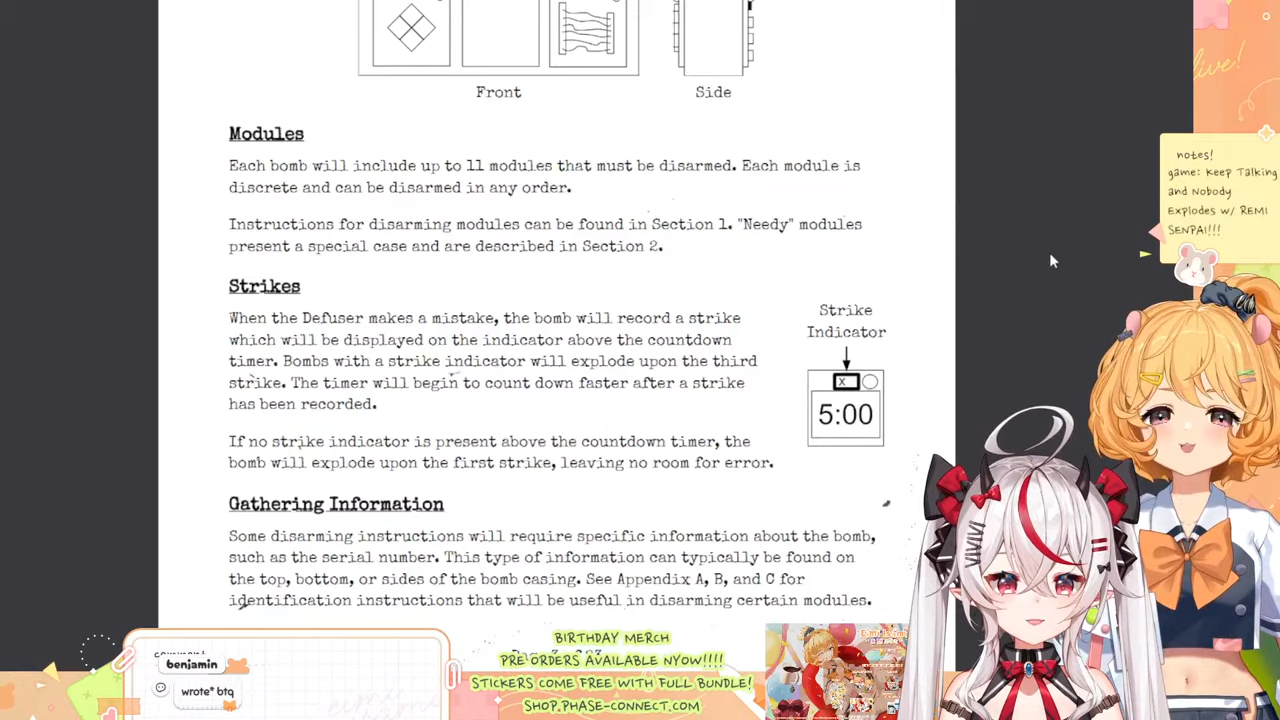 Front
Side
Modules
Each bomb will include up to 11 modules that must be disarmed. Each module is
discrete and can be disarmed in any order.
Instructions for disarming modules can be found in Section 1. "Needy" modules
present a special case and are described in Section 2.
Strikes
When the Defuser makes a mistake, the bomb will record a strike
which will be displayed on the indicator above the countdown
timer. Bombs with a strike indicator will explode upon the third
strike. The timer will begin to count down faster after a strike
has been recorded.
If no strike indicator is present above the countdown timer, the
bomb will explode upon the first strike, leaving no room for error.
Strike
Indicator
X
5:00
Gathering Information
Some disarming instructions will require specific information about the bomb,
such as the serial number. This type of information can typically be found on
the top, bottom, or sides of the bomb casing. See Appendix A, B, and C for
identification instructions that will be useful in disarming certain modules.
live!
notes!
game: Keep Talking
and Nobody
Explodes w/ REMI
SENPAI!!!
benjamin
wrote* btq
BIRTHDAY MERCH
PRE ORDERS AVAILABLE NYOW!!!!
STICKERS COME FREE WITH FULL BUNDLE!
SHOP.PHASE-CONNECT.COM